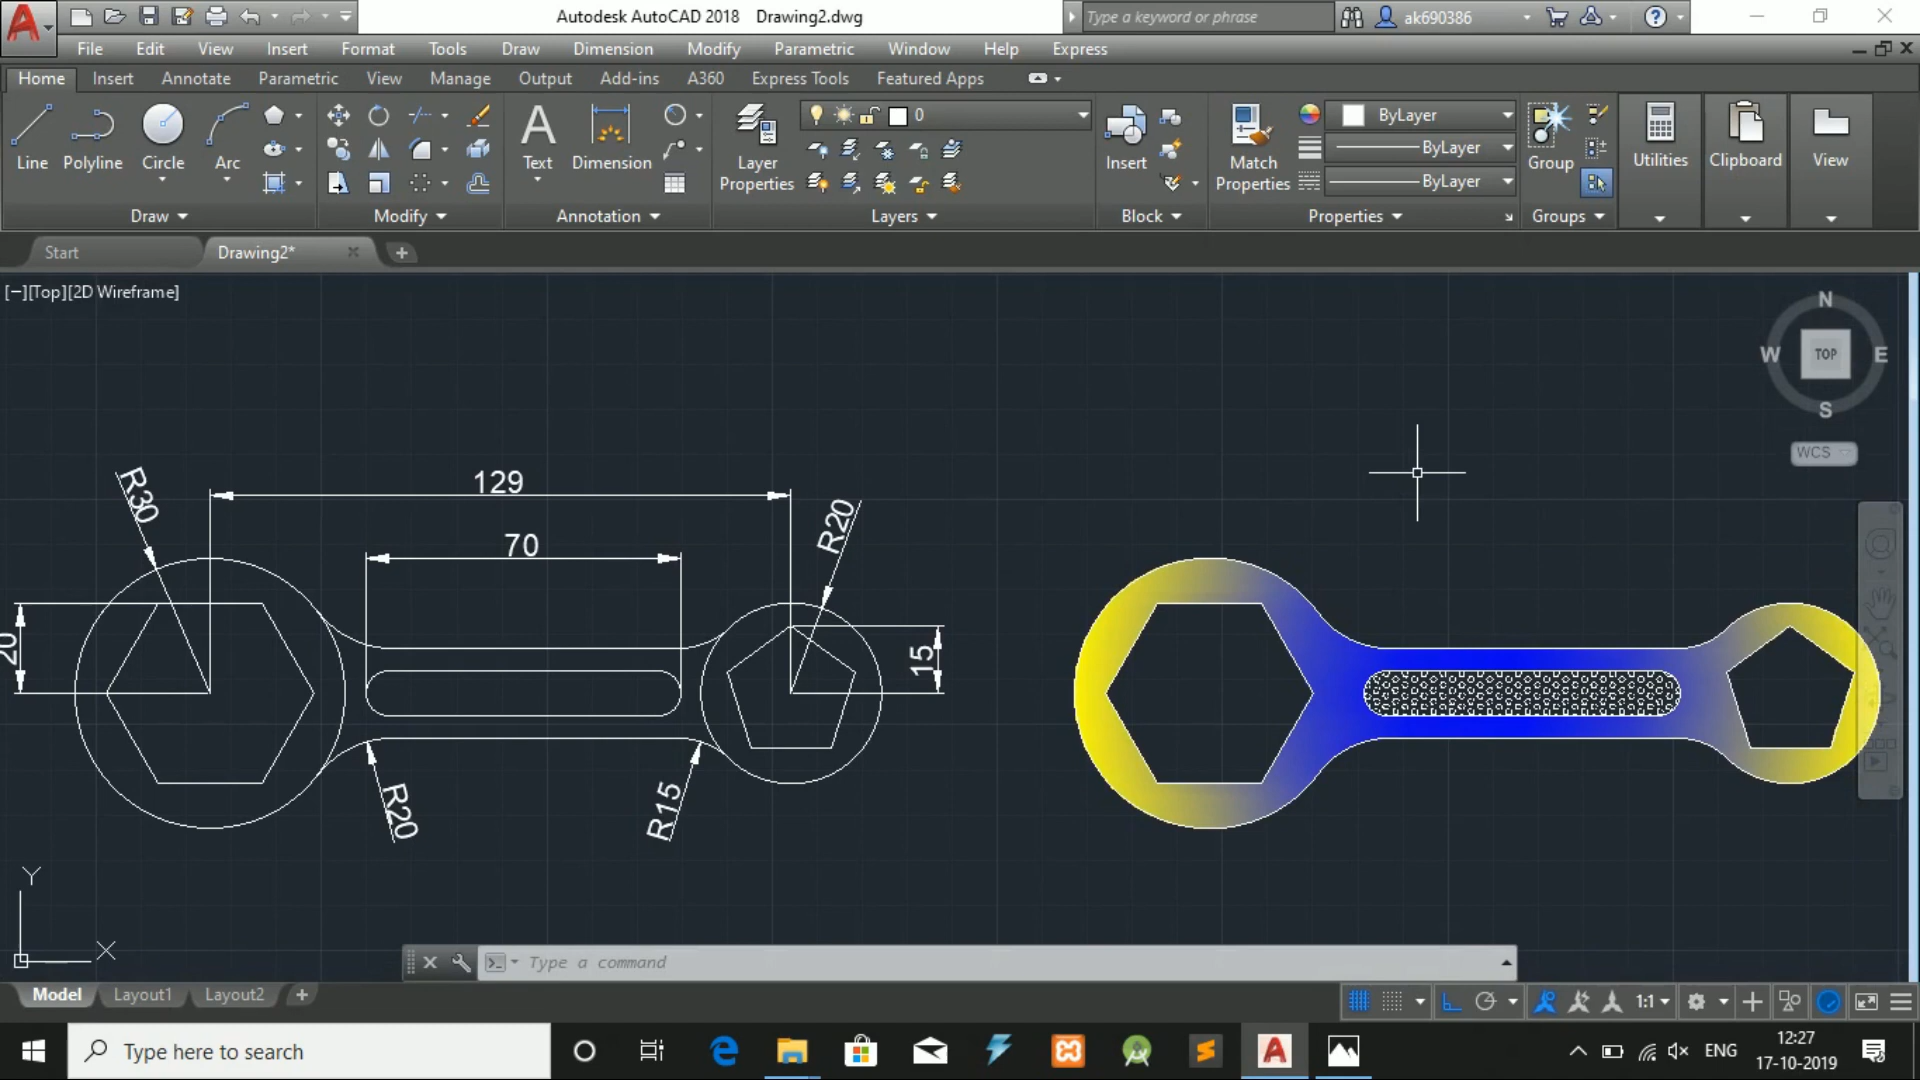 Autodesk AutoCAD 2018 Drawing2.dwg
Type a keyword or phrase
ak690386
File Edit View Insert Format Tools Draw Dimension Modify Parametric Window Help Express
Home Insert Annotate Parametric View Manage Output Add-ins A360 Express Tools Featured Apps
Line Polyline Circle Arc
Text Dimension
Layer Properties
0
Insert
Match Properties
ByLayer
ByLayer
ByLayer
Group
Utilities
Clipboard
View
Draw
Modify
Annotation
Layers
Block
Properties
Groups
Start
Drawing2*
[−][Top][2D Wireframe]
N
W
TOP
E
S
WCS
129
R30
R20
70
20
15
R20
R15
Y
X
Type a command
Model Layout1 Layout2
1:1
Type here to search
ENG
12:27
17-10-2019